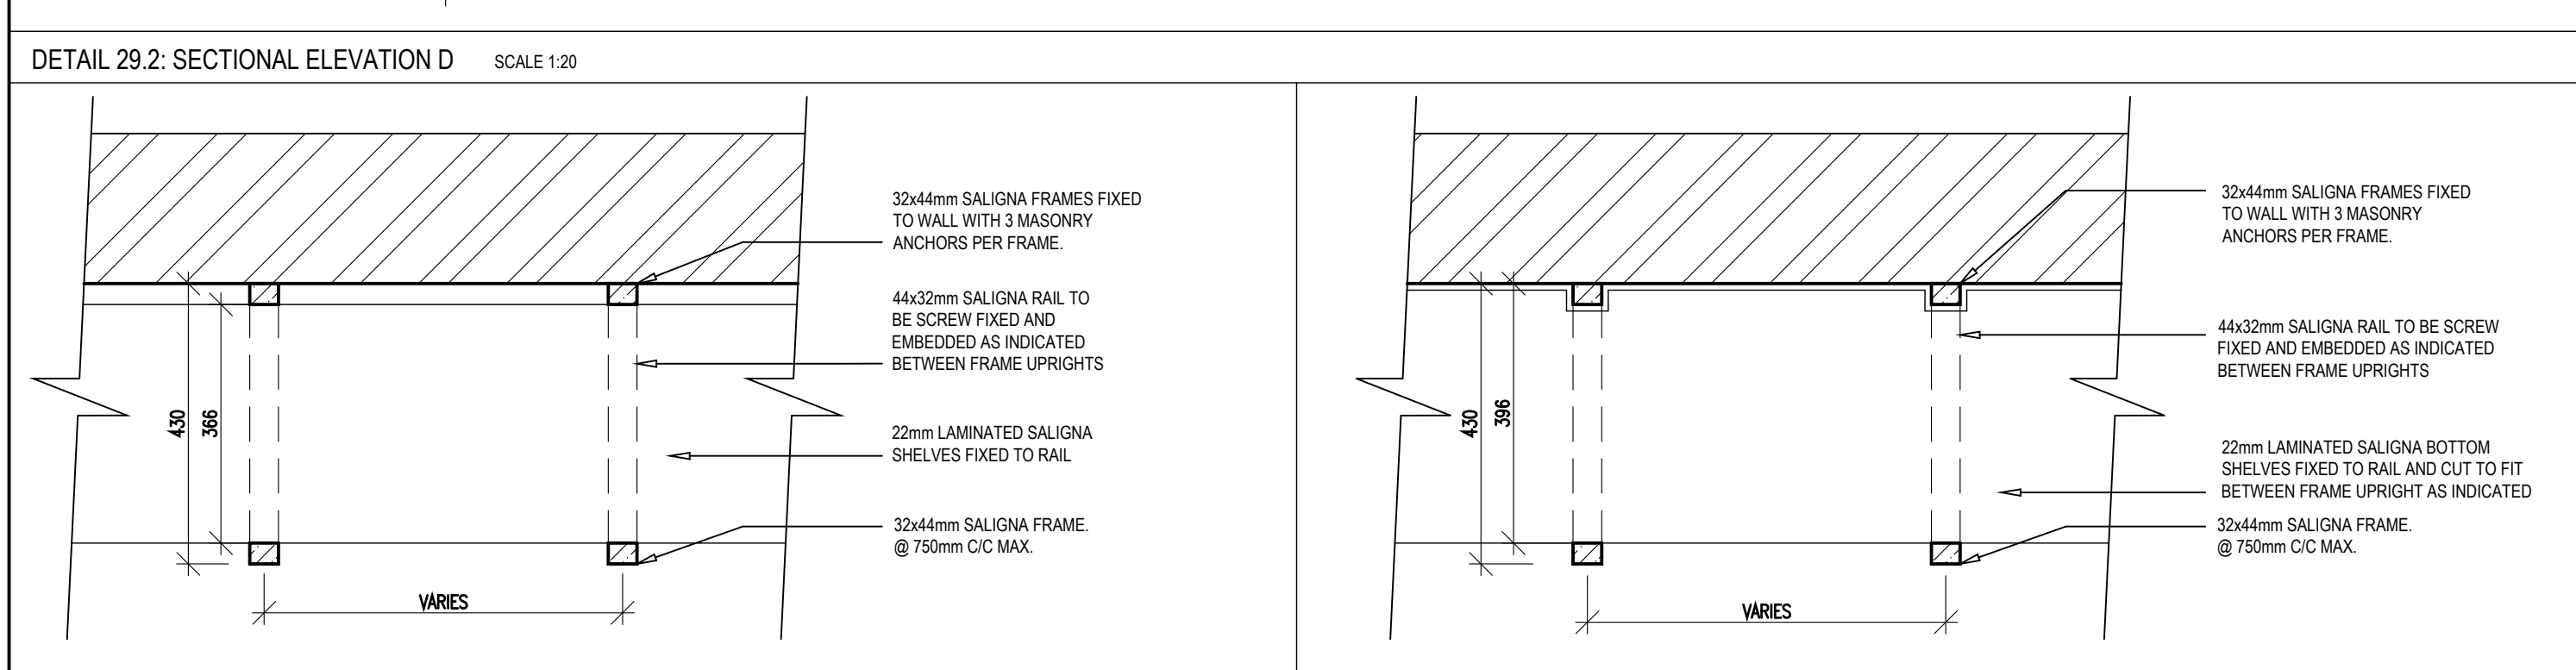 DETAIL 29.2: SECTIONAL ELEVATION D SCALE 1:20
32x44mm SALIGNA FRAMES FIXED
TO WALL WITH 3 MASONRY
ANCHORS PER FRAME.
44x32mm SALIGNA RAIL TO
BE SCREW FIXED AND
EMBEDDED AS INDICATED
BETWEEN FRAME UPRIGHTS
430
366
22mm LAMINATED SALIGNA
SHELVES FIXED TO RAIL
32x44mm SALIGNA FRAME.
@ 750mm C/C MAX.
VARIES
32x44mm SALIGNA FRAMES FIXED
TO WALL WITH 3 MASONRY
ANCHORS PER FRAME.
44x32mm SALIGNA RAIL TO BE SCREW
FIXED AND EMBEDDED AS INDICATED
BETWEEN FRAME UPRIGHTS
430
396
22mm LAMINATED SALIGNA BOTTOM
SHELVES FIXED TO RAIL AND CUT TO FIT
BETWEEN FRAME UPRIGHT AS INDICATED
32x44mm SALIGNA FRAME.
@ 750mm C/C MAX.
VARIES